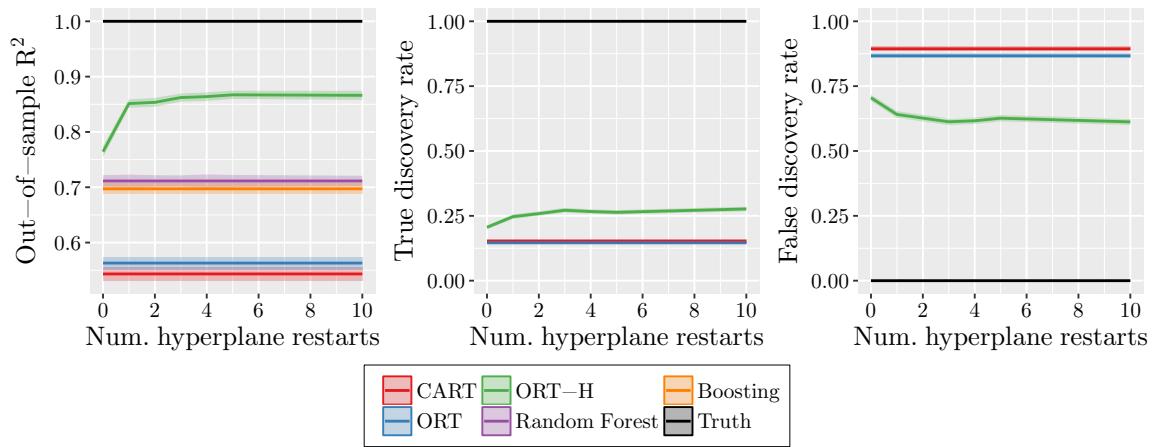 Out−of−sample R²
1.0
0.9
0.8
0.7
0.6
0 2 4 6 8 10
Num. hyperplane restarts
True discovery rate
1.00
0.75
0.50
0.25
0.00
0 2 4 6 8 10
Num. hyperplane restarts
False discovery rate
1.00
0.75
0.50
0.25
0.00
0 2 4 6 8 10
Num. hyperplane restarts
CART ORT−H Boosting
ORT Random Forest Truth